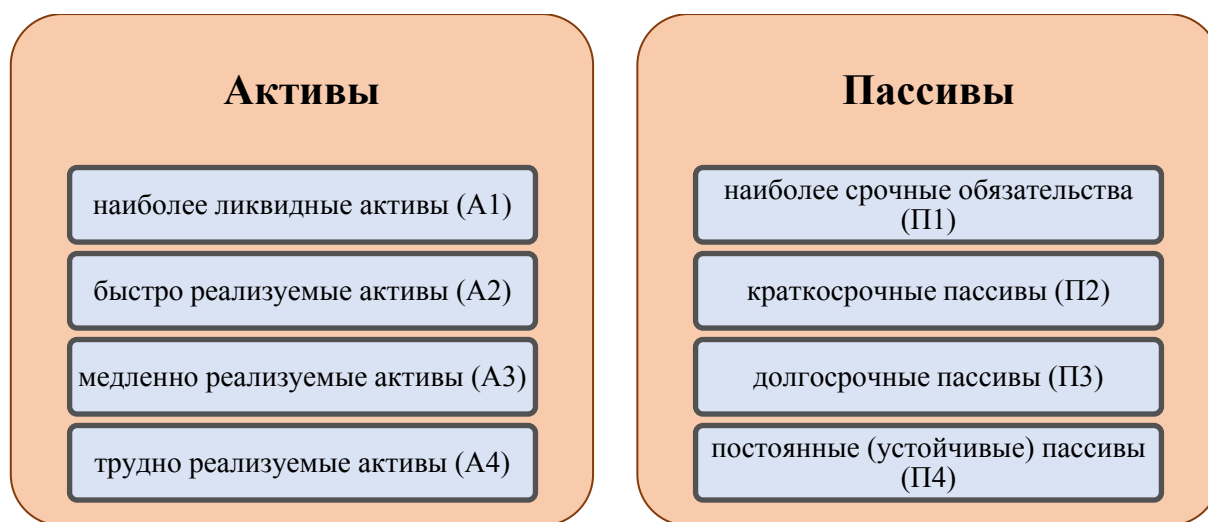 Активы
наиболее ликвидные активы (А1)
быстро реализуемые активы (А2)
медленно реализуемые активы (А3)
трудно реализуемые активы (А4)
Пассивы
наиболее срочные обязательства
(П1)
краткосрочные пассивы (П2)
долгосрочные пассивы (П3)
постоянные (устойчивые) пассивы
(П4)